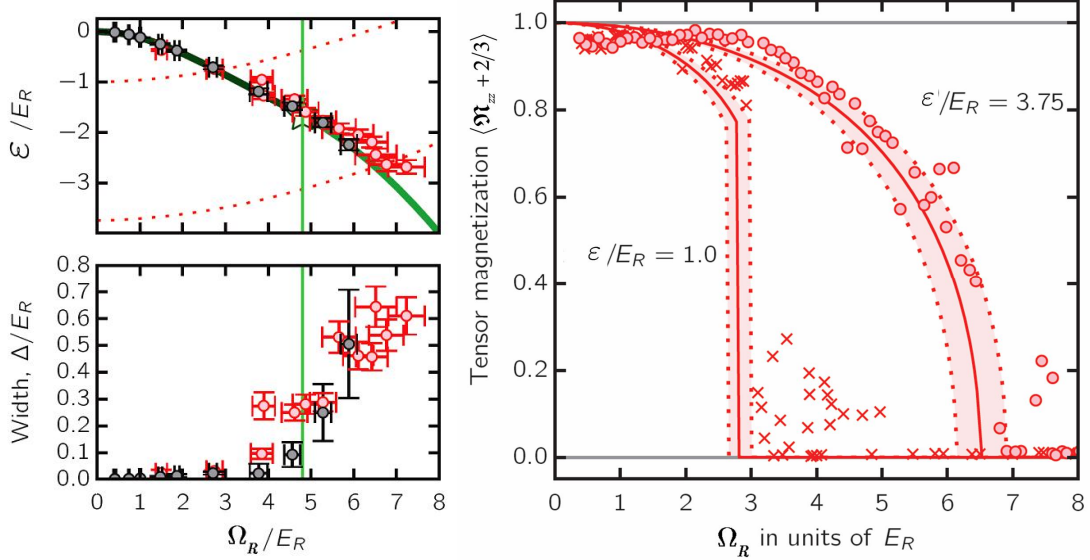 ε/E_R
0
−1
−2
−3
Width, Δ/E_R
0.8
0.7
0.6
0.5
0.4
0.3
0.2
0.1
0.0
0 1 2 3 4 5 6 7 8
Ω_R/E_R
Tensor magnetization ⟨𝔑_zz + 2/3⟩
1.0
0.8
0.6
0.4
0.2
0.0
ε'/E_R = 3.75
ε/E_R = 1.0
0 1 2 3 4 5 6 7 8
Ω_R in units of E_R